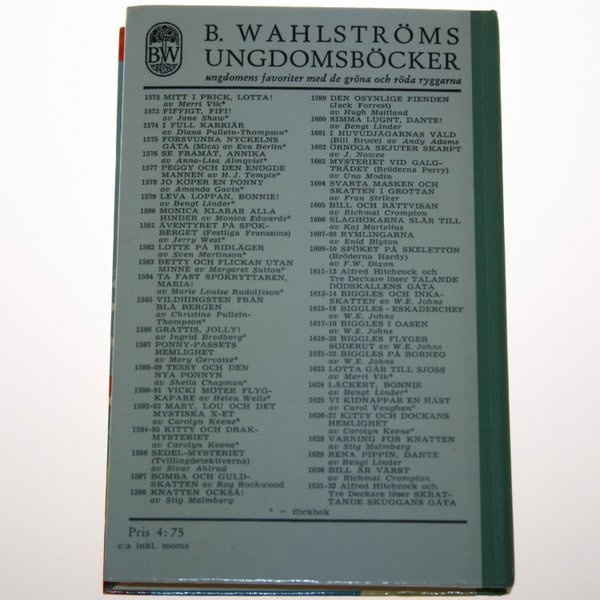 BW
B. WAHLSTRÖMS
UNGDOMSBÖCKER
ungdomens favoriter med de gröna och röda ryggarna
1572 MITT I PRICK, LOTTA!
av Merri Vik*
1573 FIFFIGT, FIFI!
av Jane Shaw*
1574 I FULL KARRIÄR
av Diana Pullein-Thompson*
1575 FÖRSVUNNA NYCKELNS
GÅTA (Mica) av Eva Berlin*
1576 SE FRAMÅT, ANNIKA
av Anna-Lisa Almqvist*
1577 PEGGY OCH DEN ENÖGDE
MANNEN av H. J. Temple*
1578 JO KÖPER EN PONNY
av Amanda Gavin*
1579 LEVA LOPPAN, BONNIE!
av Bengt Linder*
1580 MONICA KLARAR ALLA
HINDER av Monica Edwards*
1581 ÄVENTYRET PÅ SPÖK-
BERGET (Festliga Franssons)
av Jerry West*
1582 LOTTE PÅ RIDLÄGER
av Sven Martinson*
1583 BETTY OCH FLICKAN UTAN
MINNE av Margaret Sutton*
1584 TA FAST SPÖKRYTTAREN,
MARIA!
av Marie Louise Rudolfsson*
1585 VILDHINGSTEN FRÅN
BLÅ BERGEN
av Christine Pullein-
Thompson*
1586 GRATTIS, JOLLY!
av Ingrid Bredberg*
1587 PONNY-PASSETS
HEMLIGHET
av Mary Gervaise*
1588-89 TESSY OCH DEN
NYA PONNYN
av Sheila Chapman*
1590-91 VICKI MÖTER FLYG-
KAPARE av Helen Wells*
1592-93 MARY, LOU OCH DET
MYSTISKA X-ET
av Carolyn Keene*
1594-95 KITTY OCH DRAK-
MYSTERIET
av Carolyn Keene*
1596 SEDEL-MYSTERIET
(Tvillingdetektiverna)
av Sivar Ahlrud
1597 BOMBA OCH GULD-
SKATTEN av Roy Rockwood
1598 KNATTEN OCKSÅ!
av Stig Malmberg
1599 DEN OSYNLIGE FIENDEN
(Jack Forrest)
av Hugh Maitland
1600 SIMMA LUGNT, DANTE!
av Bengt Linder
1601 I HUVUDJÄGARNAS VÅLD
(Bill Bruce) av Andy Adams
1602 ÖRNÖGA SKJUTER SKARPT
av J. Nowee
1603 MYSTERIET VID GALG-
TRÄDET (Bröderna Perry)
av Uno Modin
1604 SVARTA MASKEN OCH
SKATTEN I GROTTAN
av Fran Striker
1605 BILL OCH RÄTTVISAN
av Richmal Crompton
1606 SLAGHÖKARNA SLÅR TILL
av Kaj Martelius
1607-08 RYMLINGARNA
av Enid Blyton
1609-10 SPÖKET PÅ SKELETTÖN
(Bröderna Hardy)
av F.W. Dixon
1611-12 Alfred Hitchcock och
Tre Deckare löser TALANDE
DÖDSKALLENS GÅTA
1613-14 BIGGLES OCH INKA-
SKATTEN av W.E. Johns
1615-16 BIGGLES - ESKADERCHEF
av W.E. Johns
1617-18 BIGGLES I OASEN
av W.E. Johns
1619-20 BIGGLES FLYGER
SÖDERUT av W.E. Johns
1621-22 BIGGLES PÅ BORNEO
av W.E. Johns
1623 LOTTA GÅR TILL SJÖSS
av Merri Vik*
1624 LÄCKERT, BONNIE
av Bengt Linder*
1625 VI KIDNAPPAR EN HÄST
av Carol Vaughan*
1626-27 KITTY OCH DOCKANS
HEMLIGHET
av Carolyn Keene*
1628 VARNING FÖR KNATTEN
av Stig Malmberg
1629 RENA PIPPIN, DANTE
av Bengt Linder
1630 BILL ÄR VÄRST
av Richmal Crompton
1631-32 Alfred Hitchcock och
Tre Deckare löser SKRAT-
TANDE SKUGGANS GÅTA
* = flickbok
Pris 4: 75
c:a inkl. moms